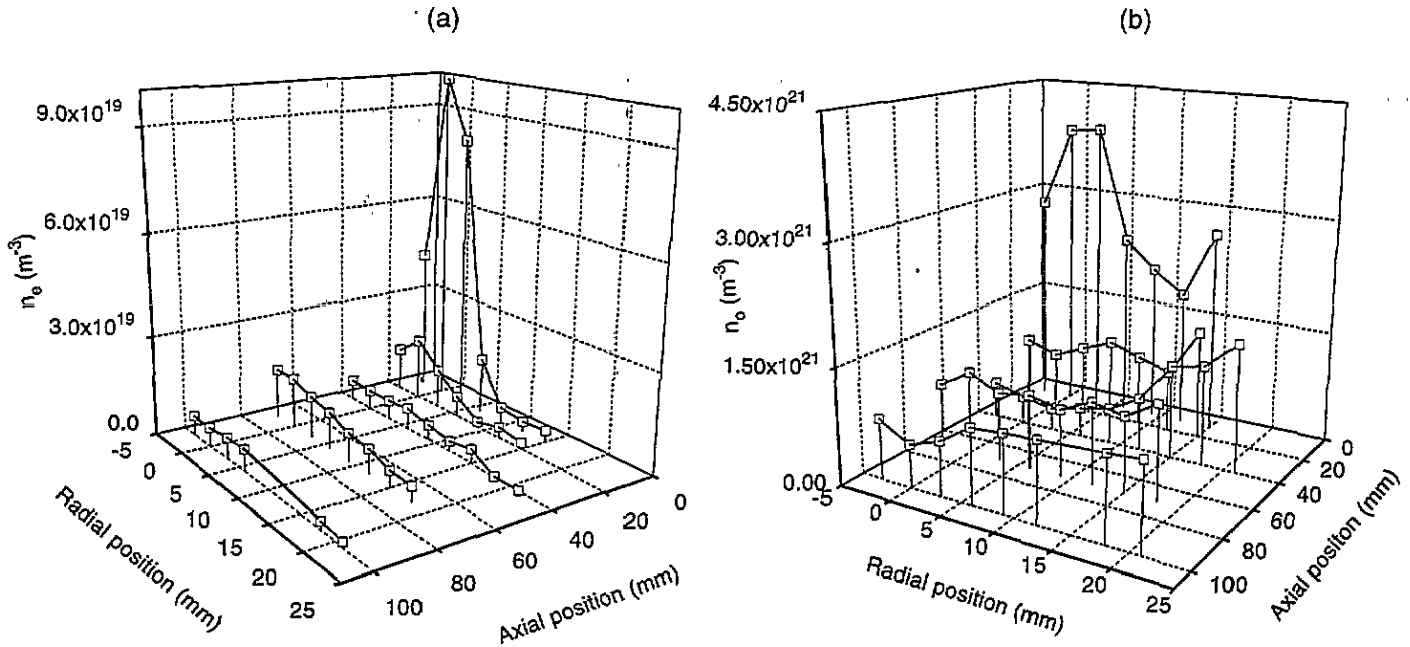 (a)
9.0x10^19
6.0x10^19
3.0x10^19
0.0
n_e (m^-3)
-5
0
5
10
15
20
25
Radial position (mm)
100
80
60
40
20
0
Axial position (mm)
(b)
4.50x10^21
3.00x10^21
1.50x10^21
0.00
n_o (m^-3)
-5
0
5
10
15
20
25
Radial position (mm)
0
20
40
60
80
100
Axial positon (mm)